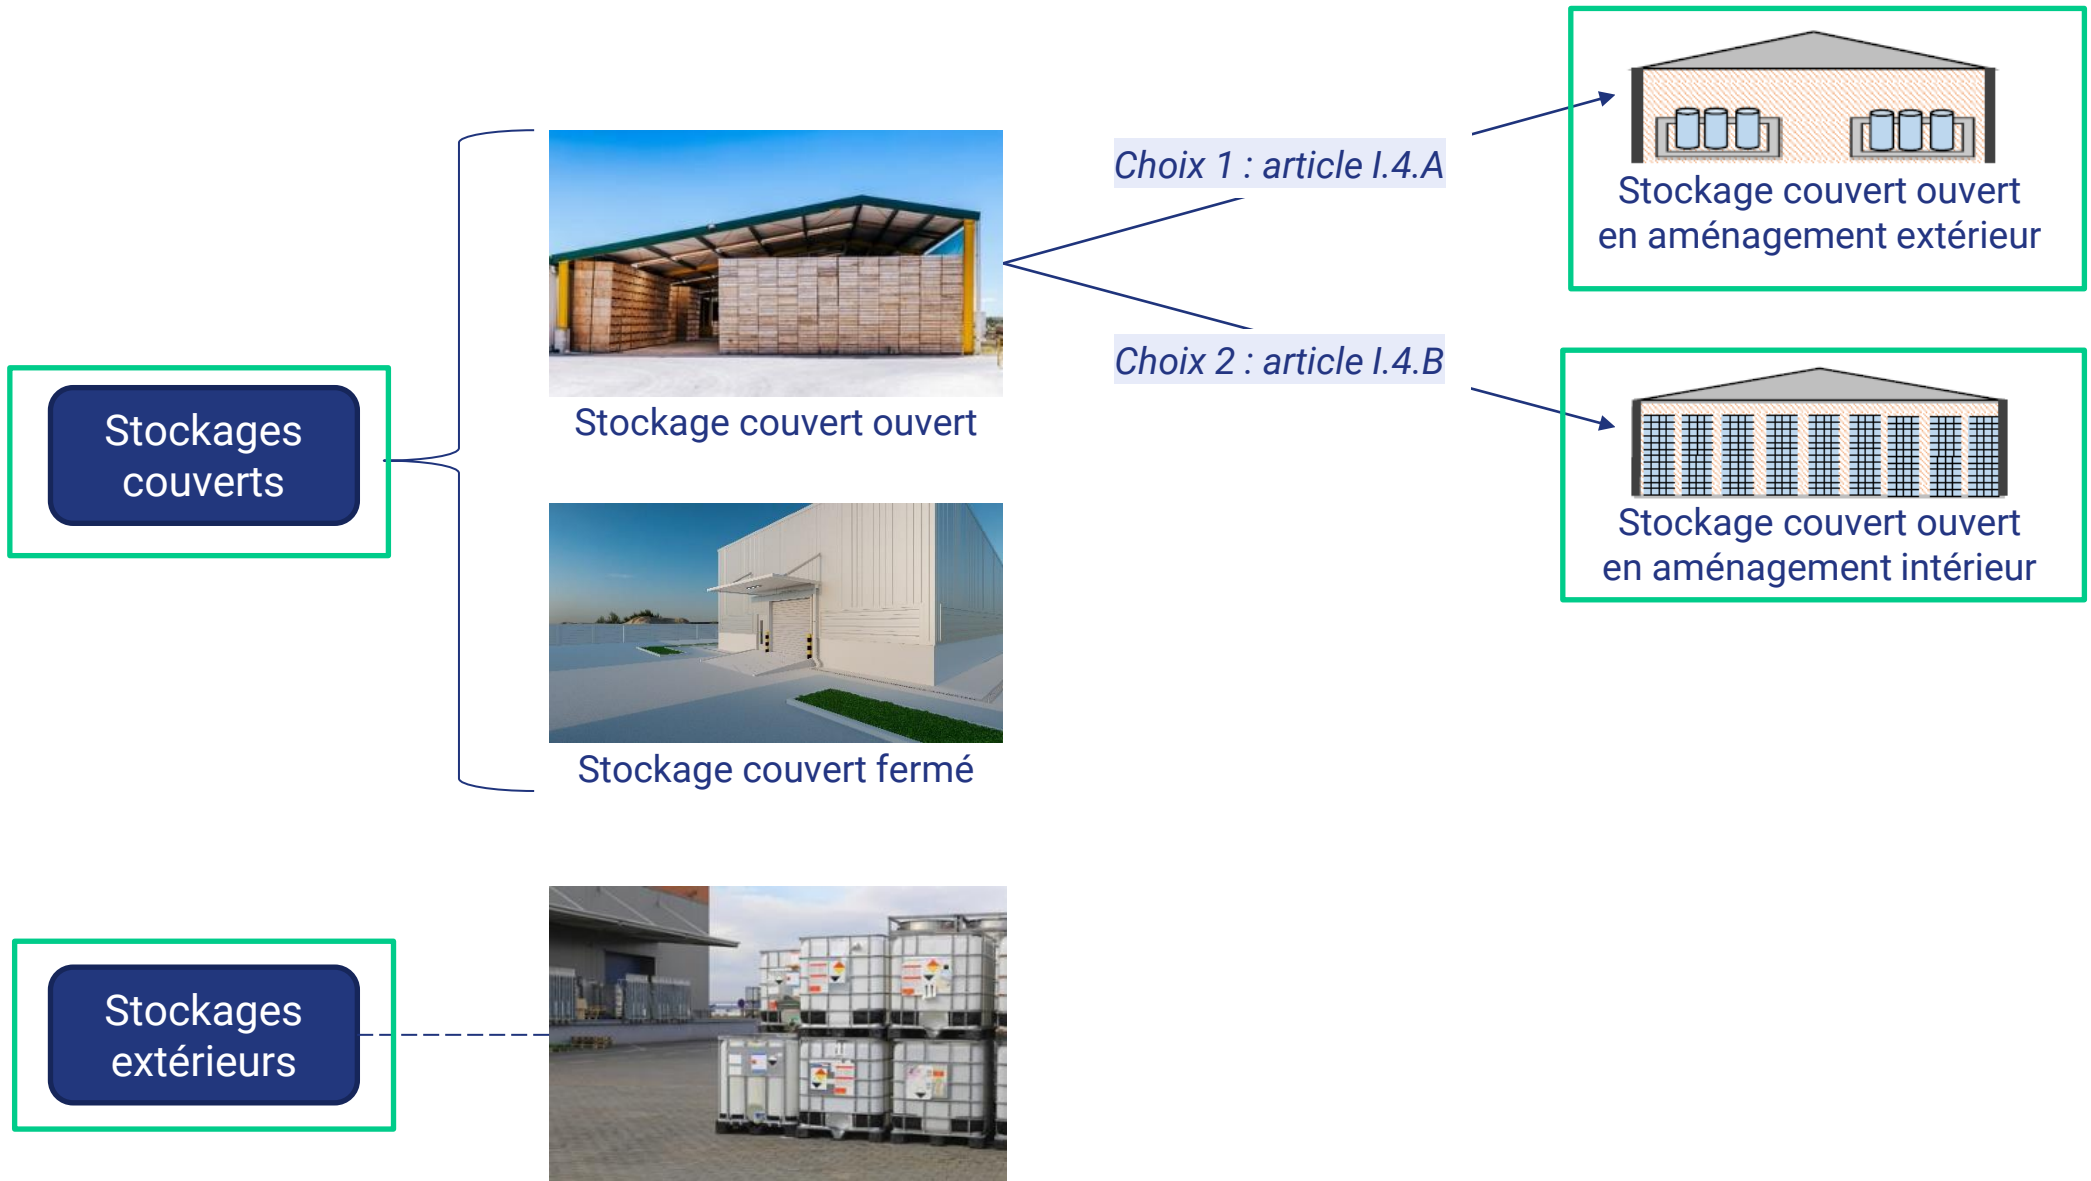 Stockages
couverts
Stockage couvert ouvert
Stockage couvert fermé
Choix 1 : article I.4.A
Choix 2 : article I.4.B
Stockage couvert ouvert
en aménagement extérieur
Stockage couvert ouvert
en aménagement intérieur
Stockages
extérieurs